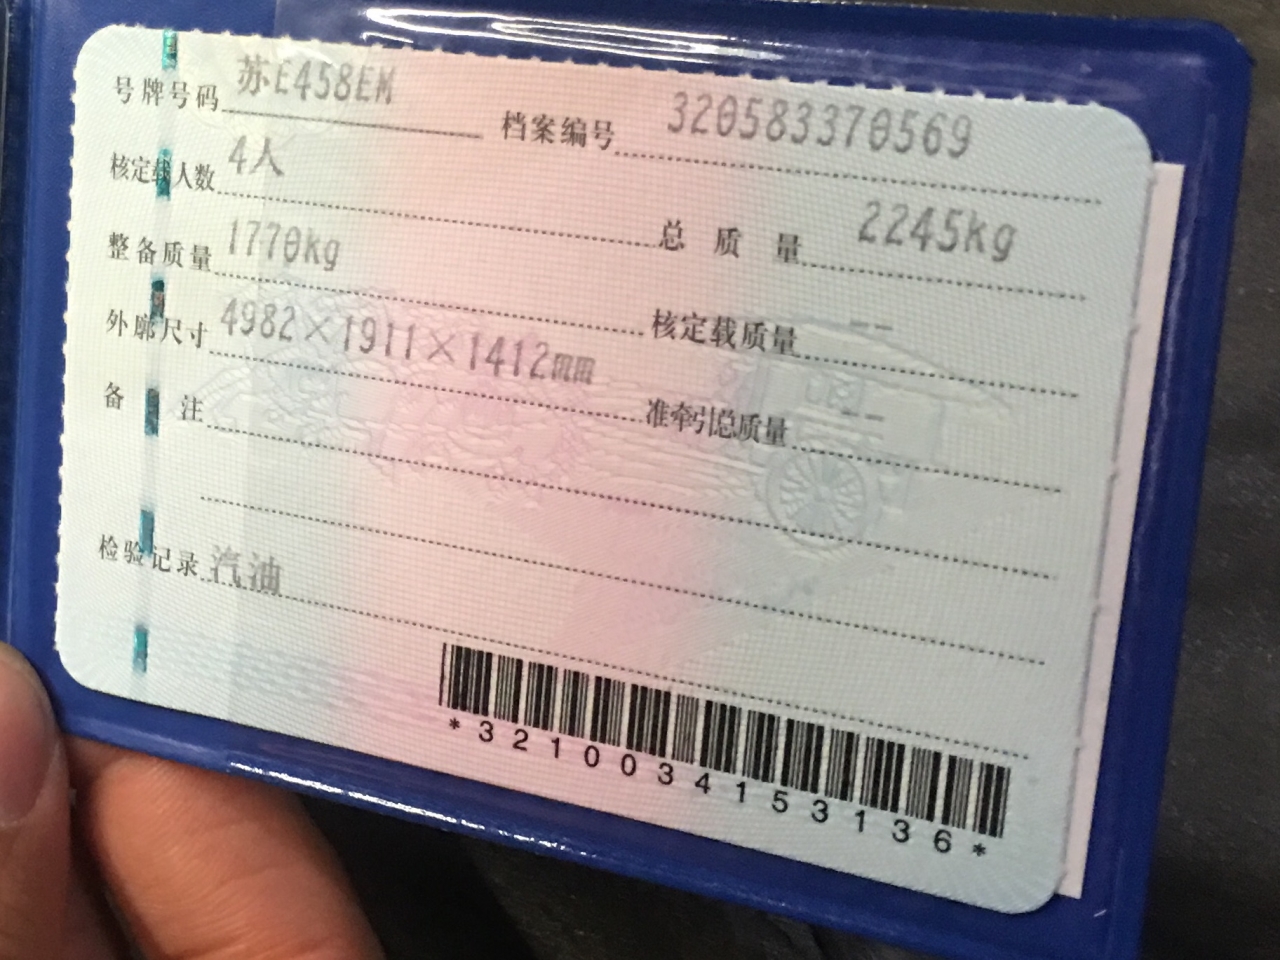 号牌号码 苏E458EM 档案编号 320583370569
核定载人数 4人 总质量 2245kg
整备质量 1770kg 核定载质量 --
外廓尺寸 4982×1911×1412mm 准牵引总质量 --
备注
检验记录 汽油
*3210034153136*